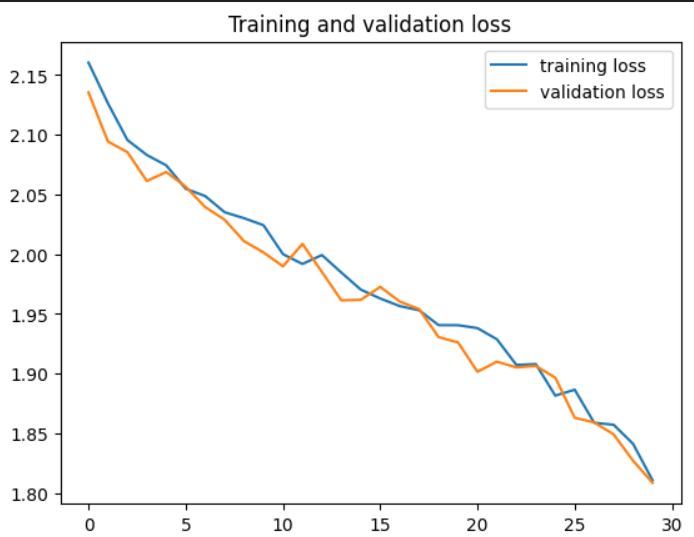 Training and validation loss
training loss
validation loss
2.15
2.10
2.05
2.00
1.95
1.90
1.85
1.80
0 5 10 15 20 25 30